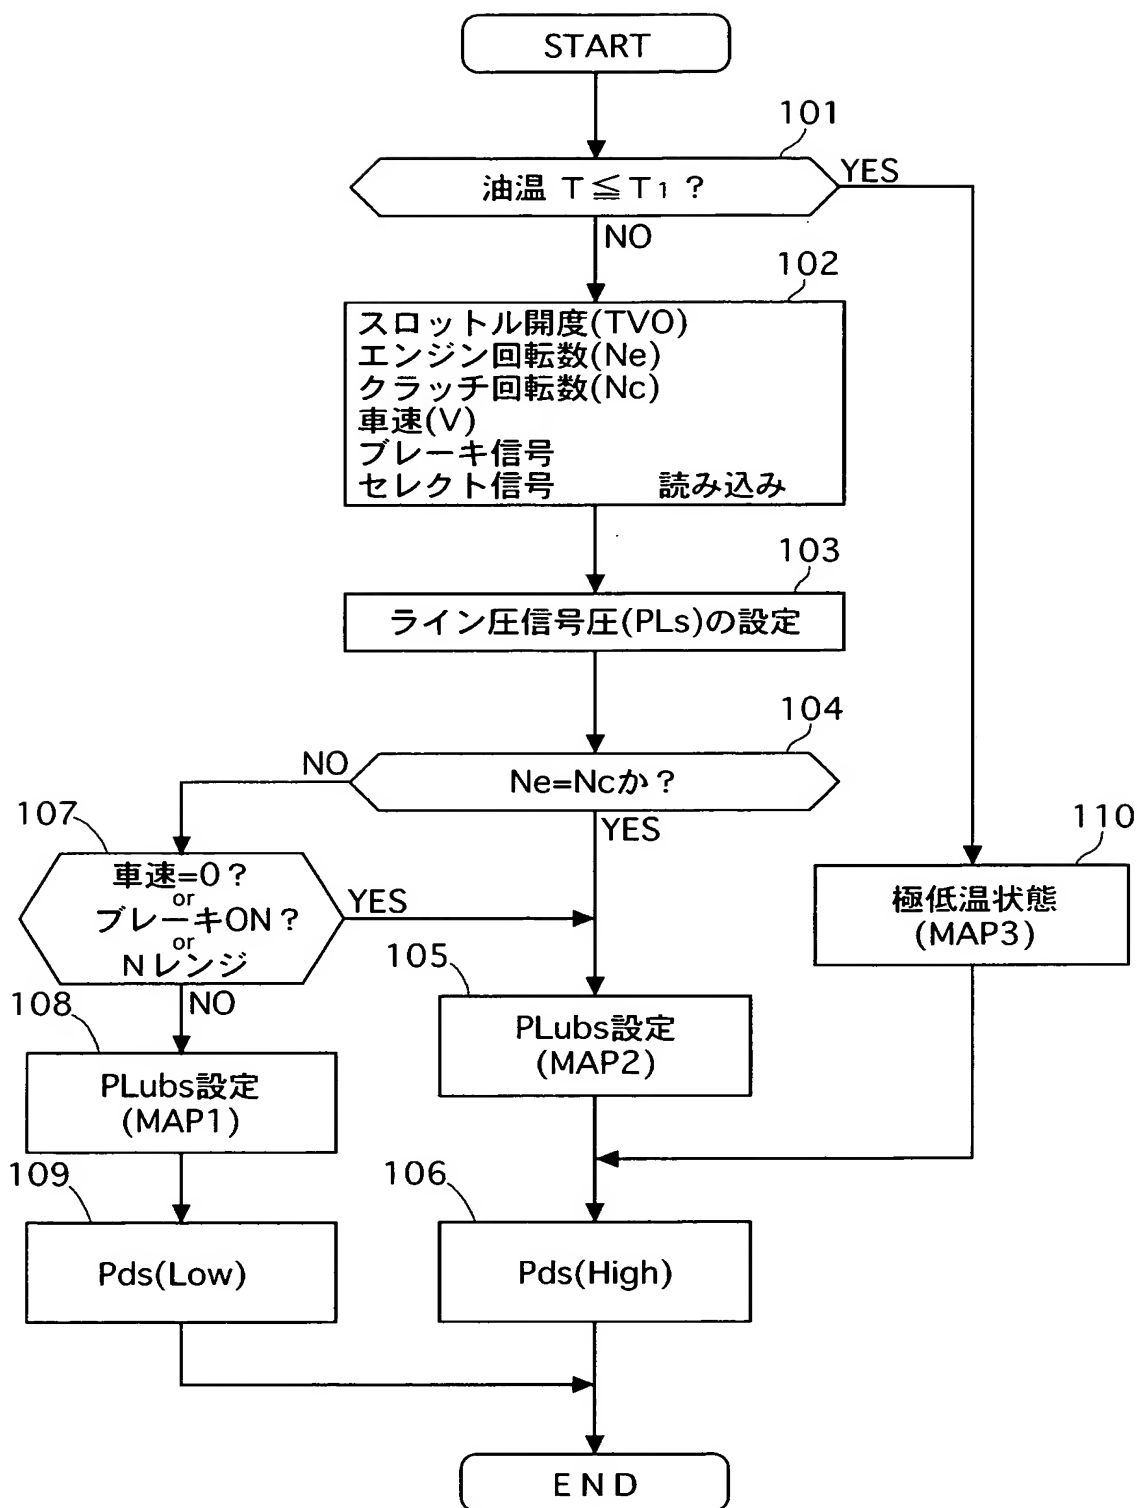 START
101
油温 T≦T1 ?
YES
NO
102
スロットル開度(TVO)
エンジン回転数(Ne)
クラッチ回転数(Nc)
車速(V)
ブレーキ信号
セレクト信号 読み込み
103
ライン圧信号圧(PLs)の設定
104
NO
Ne=Ncか?
YES
107
車速=0?
or
ブレーキON?
or
Nレンジ
YES
NO
110
極低温状態
(MAP3)
105
PLubs設定
(MAP2)
108
PLubs設定
(MAP1)
109
Pds(Low)
106
Pds(High)
END